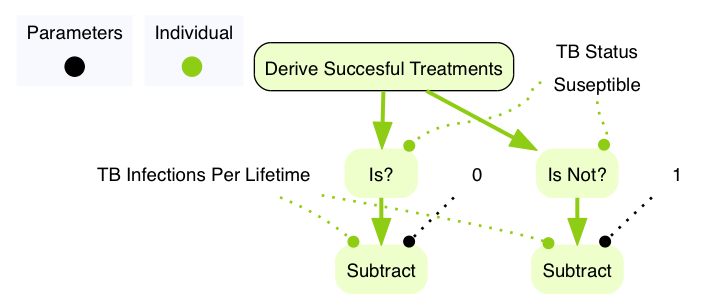 Parameters
Individual
Derive Succesful Treatments
TB Status
Suseptible
TB Infections Per Lifetime
Is?
0
Is Not?
1
Subtract
Subtract